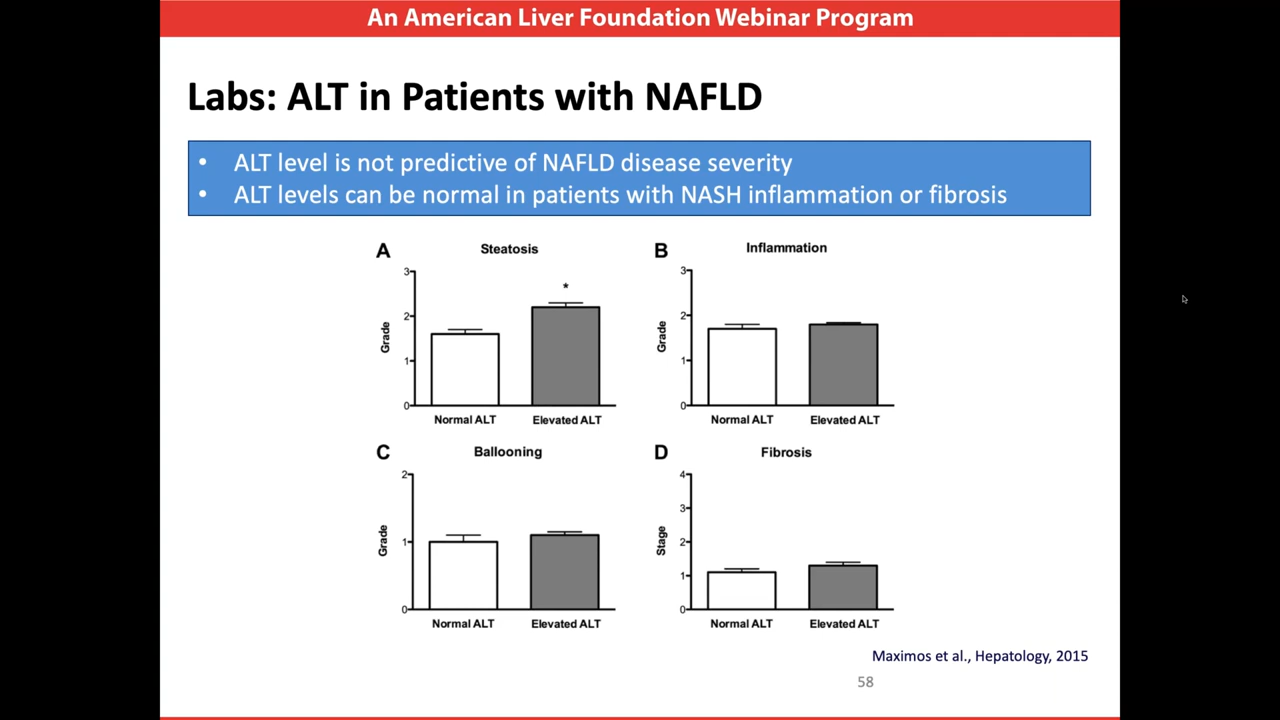 An American Liver Foundation Webinar Program
Labs: ALT in Patients with NAFLD
• ALT level is not predictive of NAFLD disease severity
• ALT levels can be normal in patients with NASH inflammation or fibrosis
A
Steatosis
*
Grade
3
2
1
0
Normal ALT
Elevated ALT
B
Inflammation
Grade
3
2
1
0
Normal ALT
Elevated ALT
C
Ballooning
Grade
2
1
0
Normal ALT
Elevated ALT
D
Fibrosis
Stage
4
3
2
1
0
Normal ALT
Elevated ALT
Maximos et al., Hepatology, 2015
58